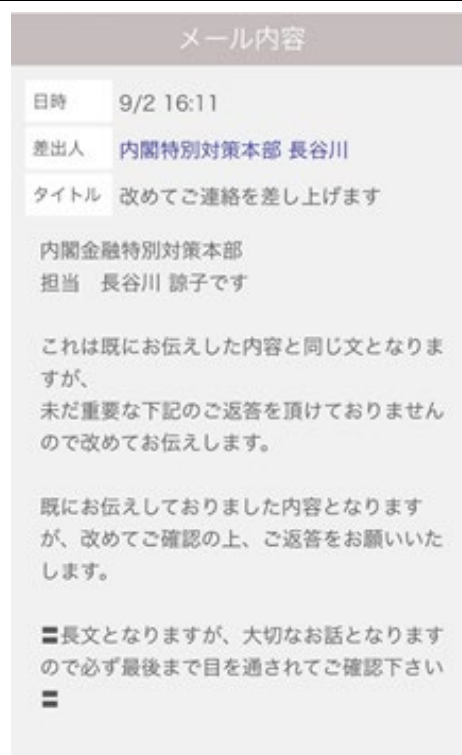 メール内容
日時 9/2 16:11
差出人 内閣特別対策本部 長谷川
タイトル 改めてご連絡を差し上げます
内閣金融特別対策本部
担当　長谷川 諒子です
これは既にお伝えした内容と同じ文となりま
すが、
未だ重要な下記のご返答を頂けておりません
ので改めてお伝えします。
既にお伝えしておりました内容となります
が、改めてご確認の上、ご返答をお願いいた
します。
〓長文となりますが、大切なお話となります
ので必ず最後まで目を通されてご確認下さい
〓